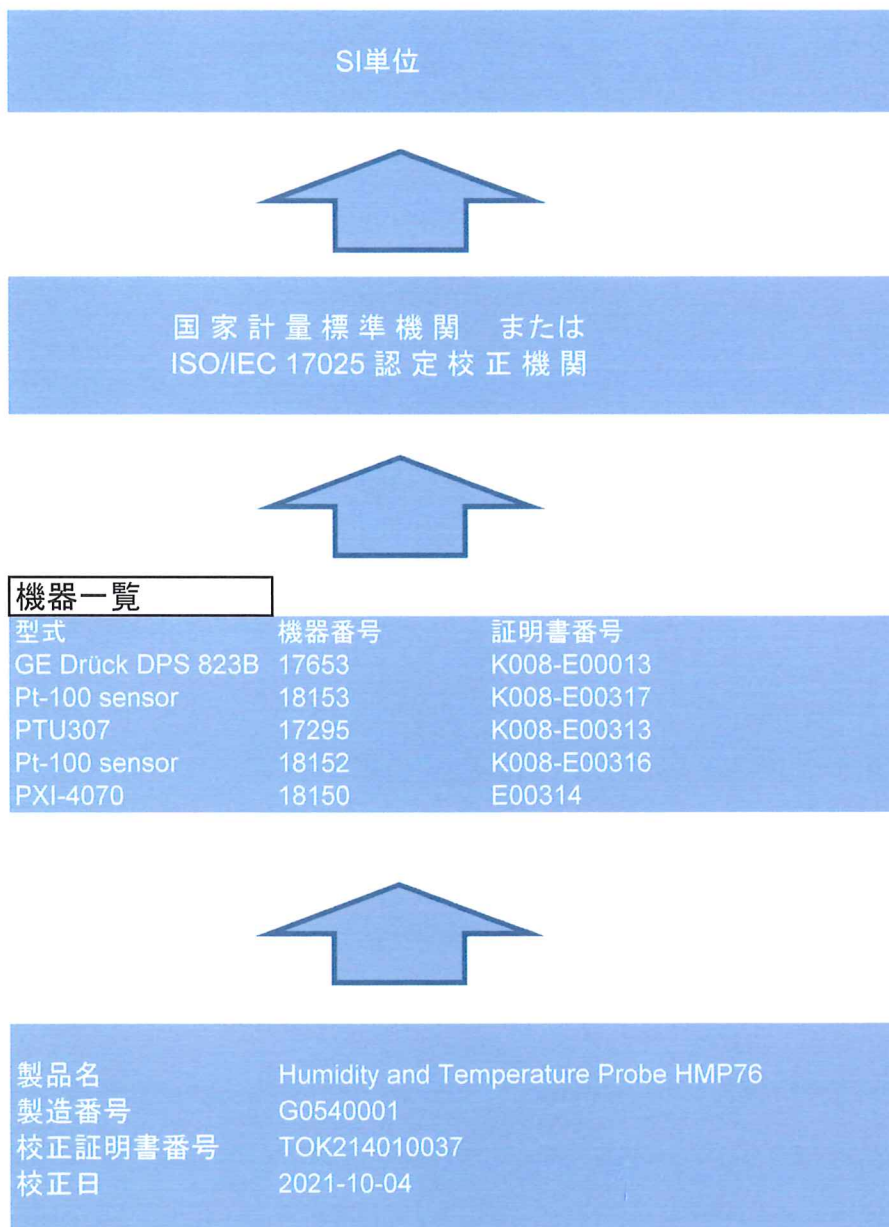 SI単位
国家計量標準機関 または
ISO/IEC 17025 認定校正機関
機器一覧
型式 機器番号 証明書番号
GE Drück DPS 823B 17653 K008-E00013
Pt-100 sensor 18153 K008-E00317
PTU307 17295 K008-E00313
Pt-100 sensor 18152 K008-E00316
PXI-4070 18150 E00314
製品名 Humidity and Temperature Probe HMP76
製造番号 G0540001
校正証明書番号 TOK214010037
校正日 2021-10-04